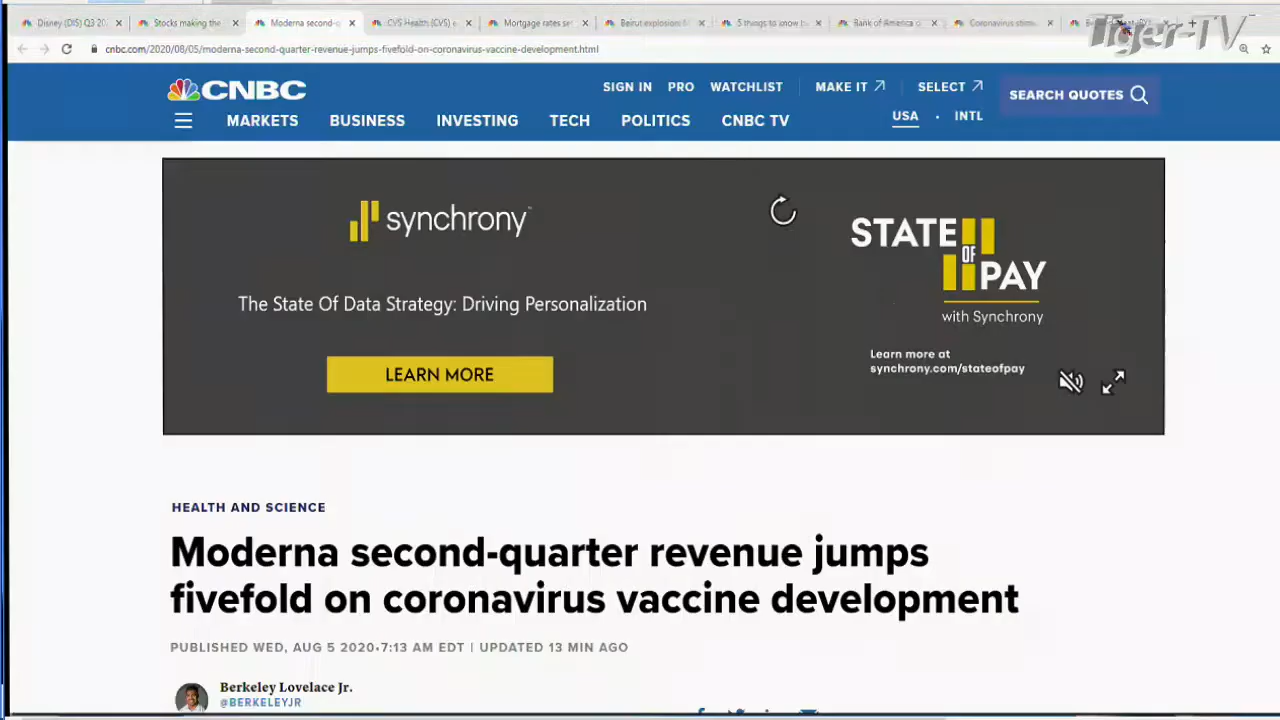 Disney (DIS) Q3 20
Stocks making the
Moderna second-q
CVS Health (CVS) e
Mortgage rates se
Beirut explosion:
5 things to know b
Bank of America
Coronavirus stim
Tiger-TV
cnbc.com/2020/08/05/moderna-second-quarter-revenue-jumps-fivefold-on-coronavirus-vaccine-development.html
CNBC
SIGN IN PRO WATCHLIST MAKE IT SELECT
SEARCH QUOTES
MARKETS BUSINESS INVESTING TECH POLITICS CNBC TV
USA · INTL
synchrony
The State Of Data Strategy: Driving Personalization
LEARN MORE
STATE
OF
PAY
with Synchrony
Learn more at
synchrony.com/stateofpay
HEALTH AND SCIENCE
Moderna second-quarter revenue jumps
fivefold on coronavirus vaccine development
PUBLISHED WED, AUG 5 2020•7:13 AM EDT | UPDATED 13 MIN AGO
Berkeley Lovelace Jr.
@BERKELEYJR